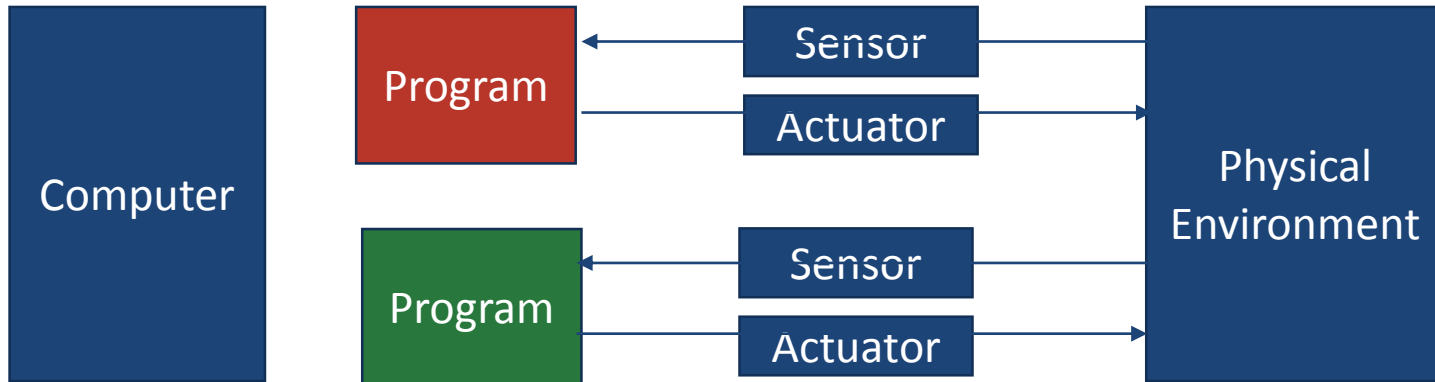 Computer
Program
Sensor
Actuator
Program
Sensor
Actuator
Physical
Environment